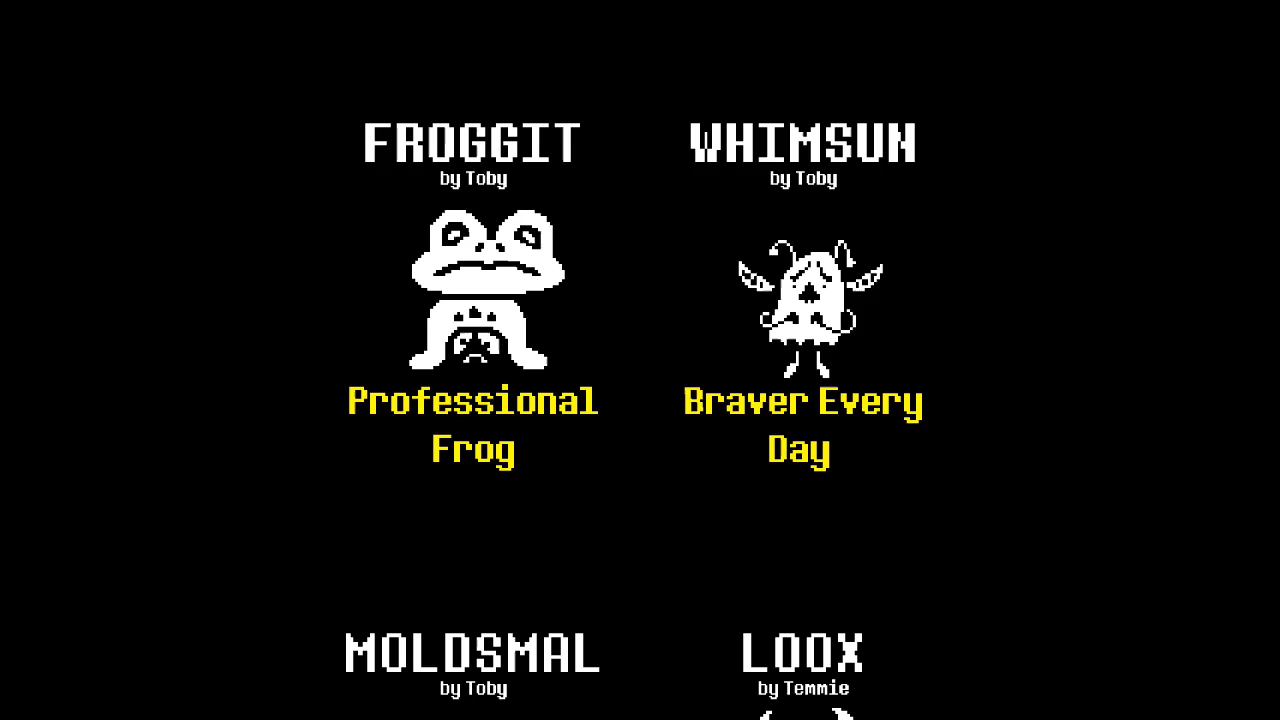 FROGGIT
by Toby
Professional
Frog
WHIMSUN
by Toby
Braver Every
Day
MOLDSMAL
by Toby
LOOX
by Temmie